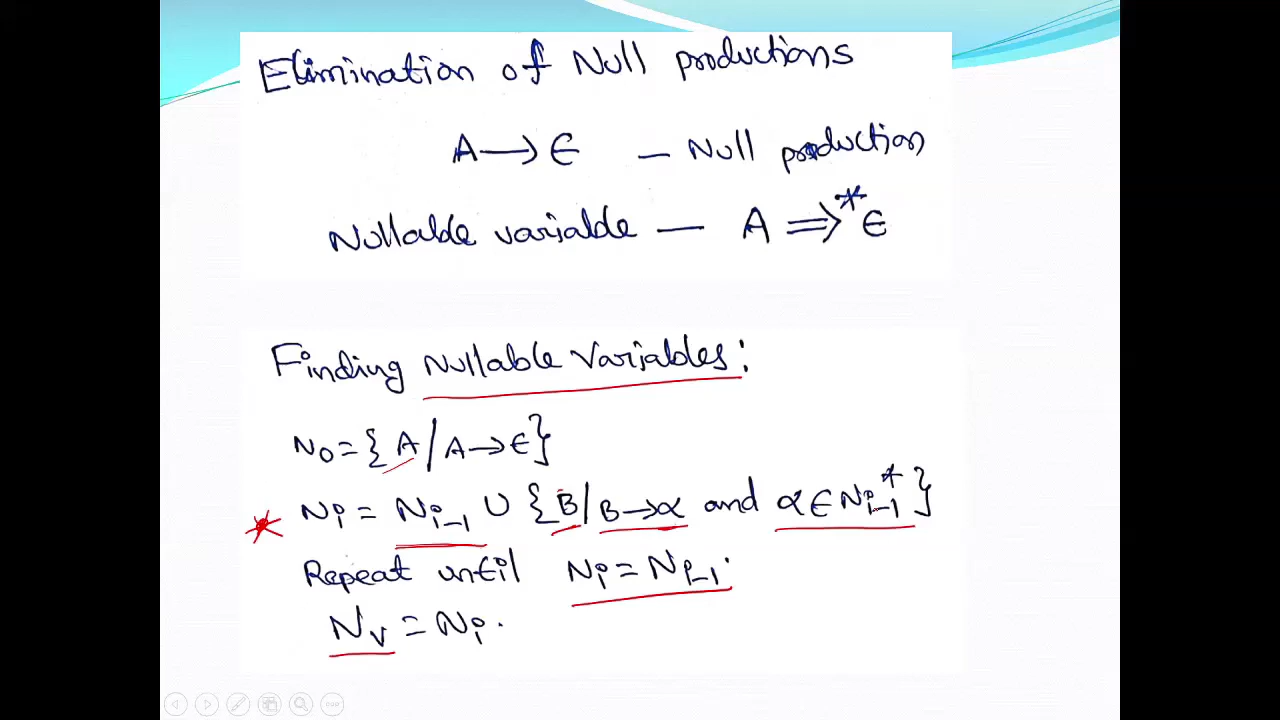 Elimination of Null productions
A → ϵ — Null production
Nullable variable — A ⇒* ϵ
Finding Nullable Variables:
N0 = { A / A → ϵ }
* Ni = Ni-1 ∪ { B / B → α and α ∈ Ni-1* }
Repeat until Ni = Ni-1.
Nv = Ni.